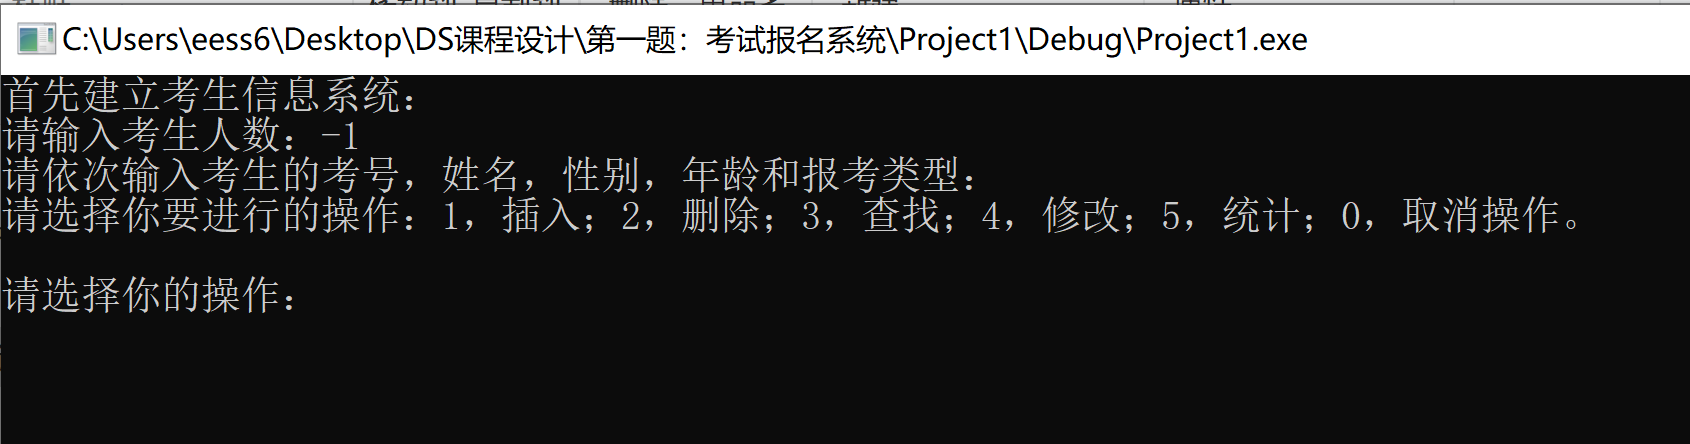 C:\Users\eess6\Desktop\DS课程设计\第一题：考试报名系统\Project1\Debug\Project1.exe
首先建立考生信息系统：
请输入考生人数：-1
请依次输入考生的考号，姓名，性别，年龄和报考类型：
请选择你要进行的操作：1，插入；2，删除；3，查找；4，修改；5，统计；0，取消操作。
请选择你的操作：